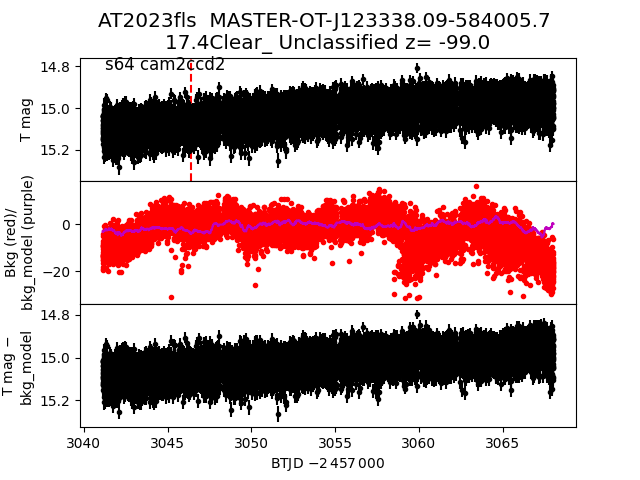 AT2023fls  MASTER-OT-J123338.09-584005.7
17.4Clear_ Unclassified z= -99.0
s64 cam2ccd2
14.8
15.0
15.2
T mag
0
−20
Bkg (red)/
bkg_model (purple)
14.8
15.0
15.2
T mag −
bkg_model
3040 3045 3050 3055 3060 3065
BTJD −2 457 000